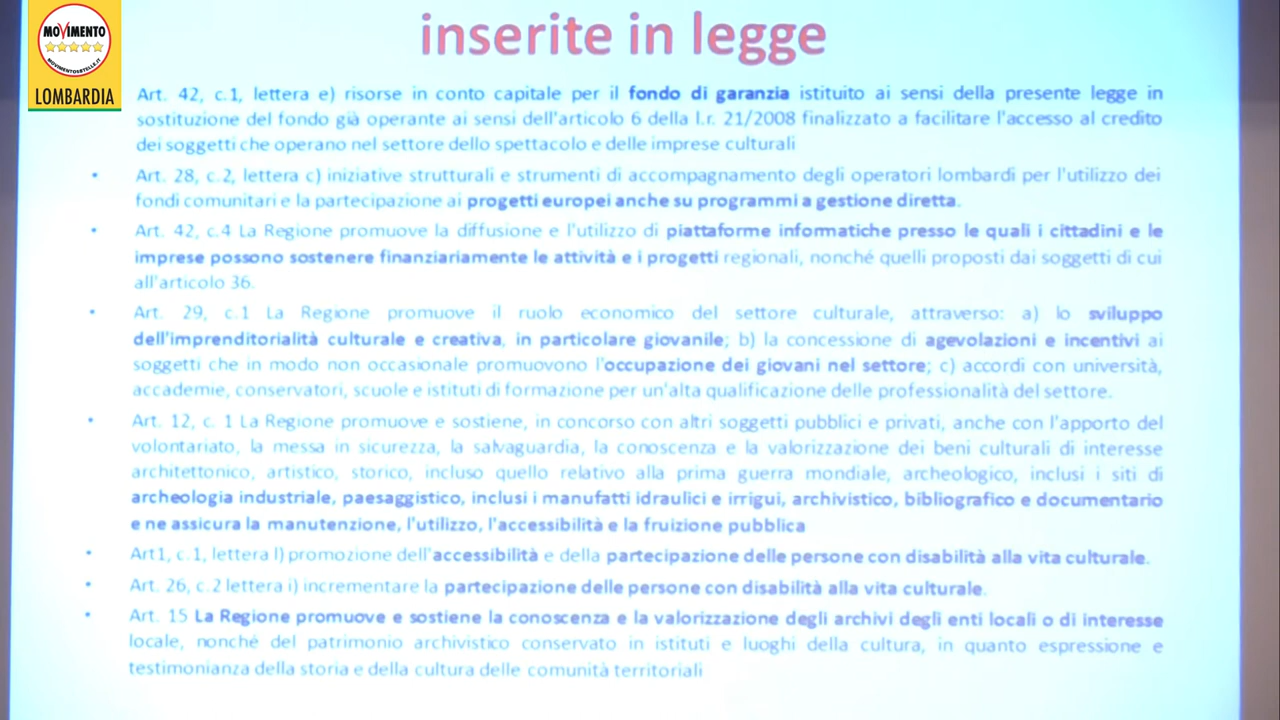 MOVIMENTO
MOVIMENTO5STELLE.IT
LOMBARDIA
inserite in legge
Art. 42, c.1, lettera e) risorse in conto capitale per il fondo di garanzia istituito ai sensi della presente legge in
sostituzione del fondo già operante ai sensi dell'articolo 6 della l.r. 21/2008 finalizzato a facilitare l'accesso al credito
dei soggetti che operano nel settore dello spettacolo e delle imprese culturali
• Art. 28, c.2, lettera c) iniziative strutturali e strumenti di accompagnamento degli operatori lombardi per l'utilizzo dei
fondi comunitari e la partecipazione ai progetti europei anche su programmi a gestione diretta.
• Art. 42, c.4 La Regione promuove la diffusione e l'utilizzo di piattaforme informatiche presso le quali i cittadini e le
imprese possono sostenere finanziariamente le attività e i progetti regionali, nonché quelli proposti dai soggetti di cui
all'articolo 36.
• Art. 29, c.1 La Regione promuove il ruolo economico del settore culturale, attraverso: a) lo sviluppo
dell'imprenditorialità culturale e creativa, in particolare giovanile; b) la concessione di agevolazioni e incentivi ai
soggetti che in modo non occasionale promuovono l'occupazione dei giovani nel settore; c) accordi con università,
accademie, conservatori, scuole e istituti di formazione per un'alta qualificazione delle professionalità del settore.
• Art. 12, c. 1 La Regione promuove e sostiene, in concorso con altri soggetti pubblici e privati, anche con l'apporto del
volontariato, la messa in sicurezza, la salvaguardia, la conoscenza e la valorizzazione dei beni culturali di interesse
architettonico, artistico, storico, incluso quello relativo alla prima guerra mondiale, archeologico, inclusi i siti di
archeologia industriale, paesaggistico, inclusi i manufatti idraulici e irrigui, archivistico, bibliografico e documentario
e ne assicura la manutenzione, l'utilizzo, l'accessibilità e la fruizione pubblica
• Art1, c.1, lettera l) promozione dell'accessibilità e della partecipazione delle persone con disabilità alla vita culturale.
• Art. 26, c.2 lettera i) incrementare la partecipazione delle persone con disabilità alla vita culturale.
• Art. 15 La Regione promuove e sostiene la conoscenza e la valorizzazione degli archivi degli enti locali o di interesse
locale, nonché del patrimonio archivistico conservato in istituti e luoghi della cultura, in quanto espressione e
testimonianza della storia e della cultura delle comunità territoriali